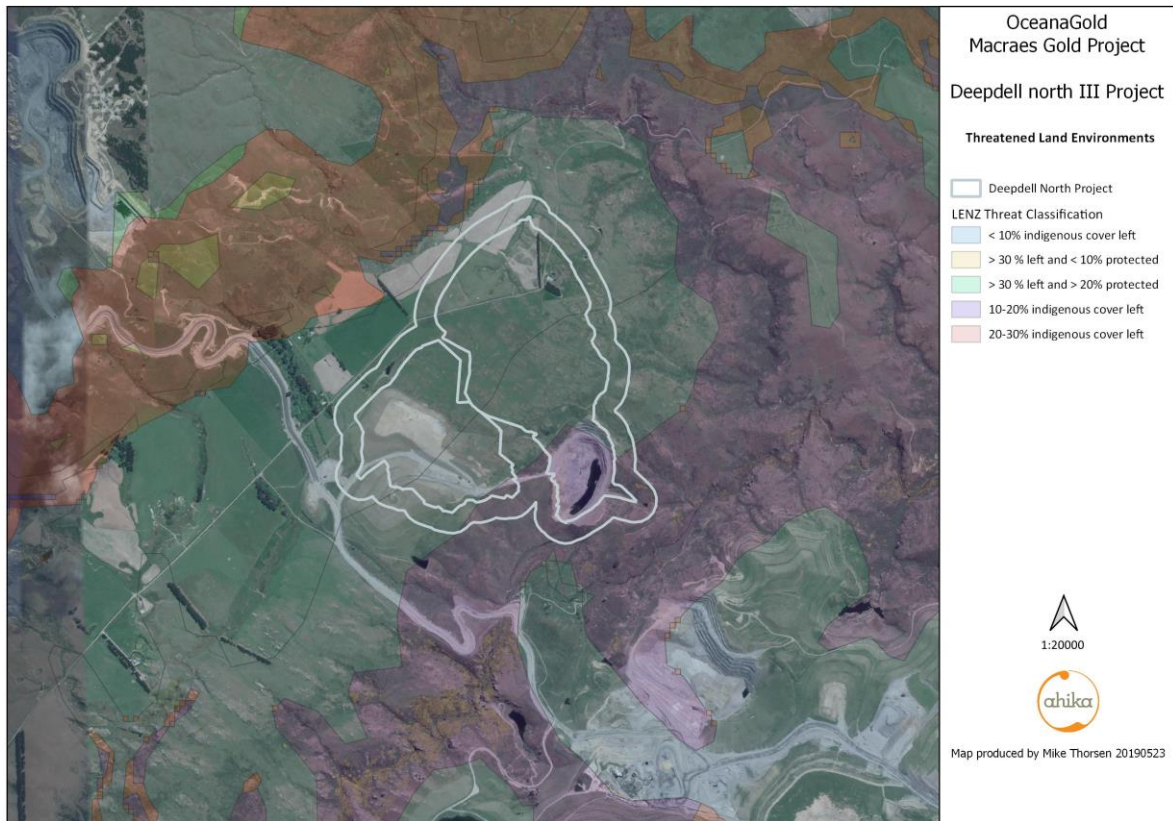 OceanaGold
Macraes Gold Project
Deepdell north III Project
Threatened Land Environments
Deepdell North Project
LENZ Threat Classification
< 10% indigenous cover left
> 30 % left and < 10% protected
> 30 % left and > 20% protected
10-20% indigenous cover left
20-30% indigenous cover left
1:20000
ahika
Map produced by Mike Thorsen 20190523